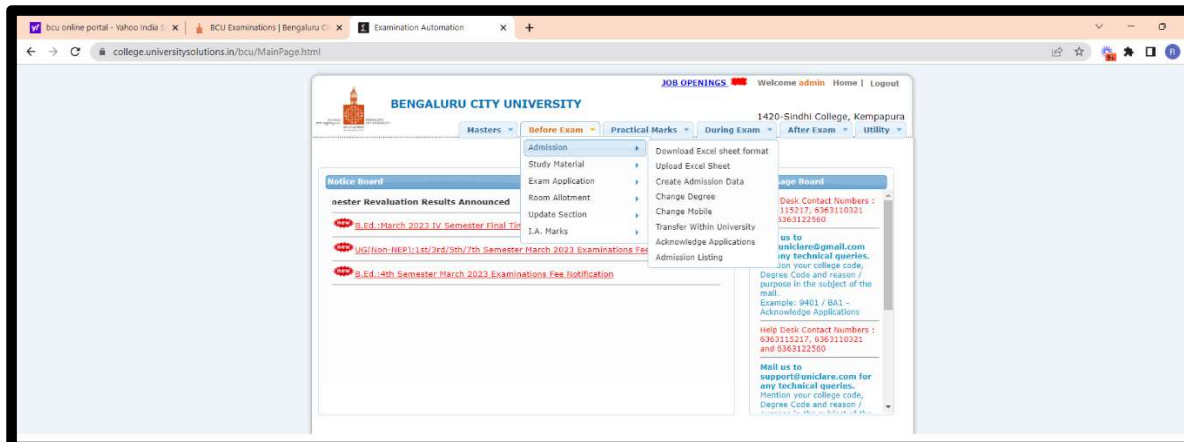 bcu online portal - Yahoo India S
BCU Examinations | Bengaluru Ci
Examination Automation
college.universitysolutions.in/bcu/MainPage.html
JOB OPENINGS Welcome admin Home | Logout
BENGALURU CITY UNIVERSITY
1420-Sindhi College, Kempapura
Masters Before Exam Practical Marks During Exam After Exam Utility
Admission
Study Material
Exam Application
Room Allotment
Update Section
I.A. Marks
Download Excel sheet format
Upload Excel Sheet
Create Admission Data
Change Degree
Change Mobile
Transfer Within University
Acknowledge Applications
Admission Listing
Notice Board
nester Revaluation Results Announced
new B.Ed.:March 2023 IV Semester Final Tim
new UG(Non-NEP):1st/3rd/5th/7th Semester March 2023 Examinations Fee
new B.Ed.:4th Semester March 2023 Examinations Fee Notification
age Board
Desk Contact Numbers :
115217, 6363110321
6363122560
us to
uniclare@gmail.com
ny technical queries.
on your college code,
Degree Code and reason /
purpose in the subject of the
mail.
Example: 9401 / BA1 -
Acknowledge Applications
Help Desk Contact Numbers :
6363115217, 6363110321
and 6363122560
Mail us to
support@uniclare.com for
any technical queries.
Mention your college code,
Degree Code and reason /